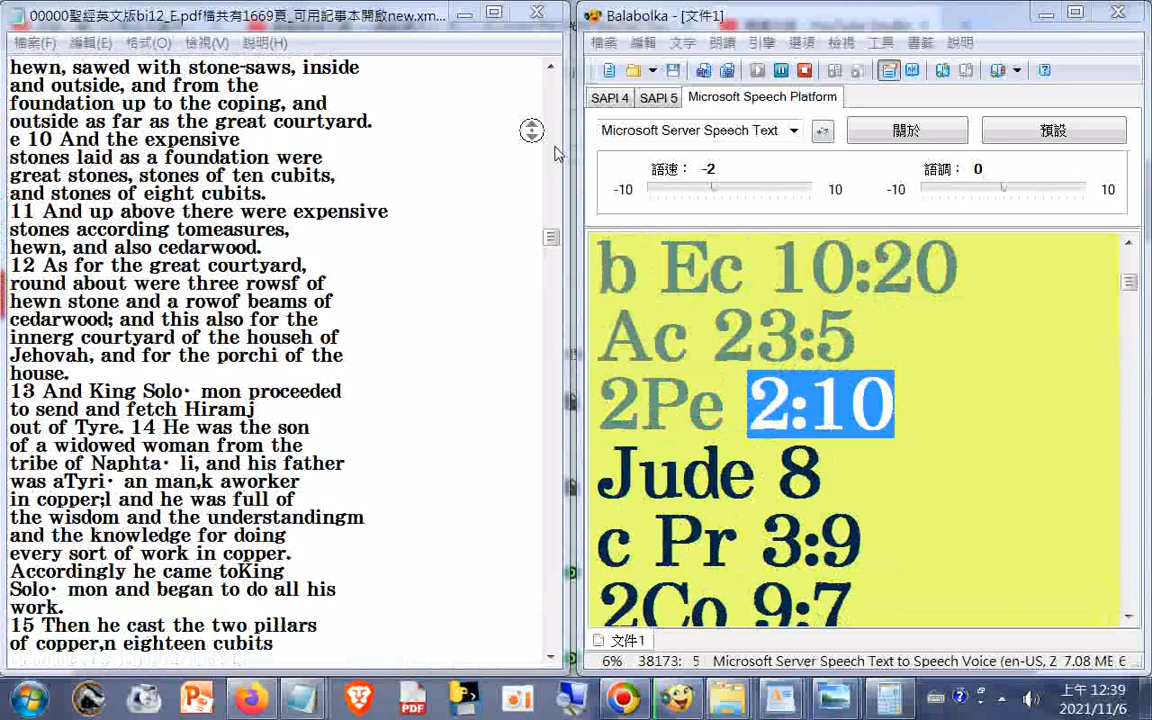 00000聖經英文版bi12_E.pdf檔共有1669頁_可用記事本開啟new.xm...
檔案(F) 編輯(E) 格式(O) 檢視(V) 說明(H)
hewn, sawed with stone-saws, inside
and outside, and from the
foundation up to the coping, and
outside as far as the great courtyard.
e 10 And the expensive
stones laid as a foundation were
great stones, stones of ten cubits,
and stones of eight cubits.
11 And up above there were expensive
stones according tomeasures,
hewn, and also cedarwood.
12 As for the great courtyard,
round about were three rowsf of
hewn stone and a rowof beams of
cedarwood; and this also for the
innerg courtyard of the househ of
Jehovah, and for the porchi of the
house.
13 And King Solo· mon proceeded
to send and fetch Hiramj
out of Tyre. 14 He was the son
of a widowed woman from the
tribe of Naphta· li, and his father
was aTyri· an man,k aworker
in copper;l and he was full of
the wisdom and the understandingm
and the knowledge for doing
every sort of work in copper.
Accordingly he came toKing
Solo· mon and began to do all his
work.
15 Then he cast the two pillars
of copper,n eighteen cubits
Balabolka - [文件1]
檔案 編輯 文字 朗讀 引擎 選項 檢視 工具 書籤 說明
SAPI 4 SAPI 5 Microsoft Speech Platform
Microsoft Server Speech Text 關於 預設
語速: -2 語調: 0
-10 10 -10 10
b Ec 10:20
Ac 23:5
2Pe 2:10
Jude 8
c Pr 3:9
2Co 9:7
文件1
6% 38173: 5 Microsoft Server Speech Text to Speech Voice (en-US, 2 7.08 MB 6
上午 12:39
2021/11/6